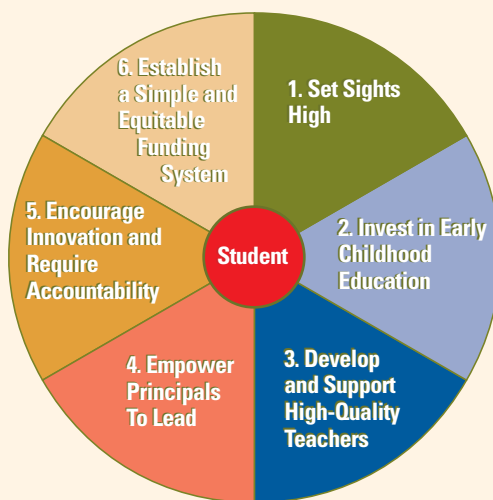 1. Set Sights
High
2. Invest in Early
Childhood
Education
3. Develop
and Support
High-Quality
Teachers
4. Empower
Principals
To Lead
5. Encourage
Innovation and
Require
Accountability
6. Establish
a Simple and
Equitable
Funding
System
Student